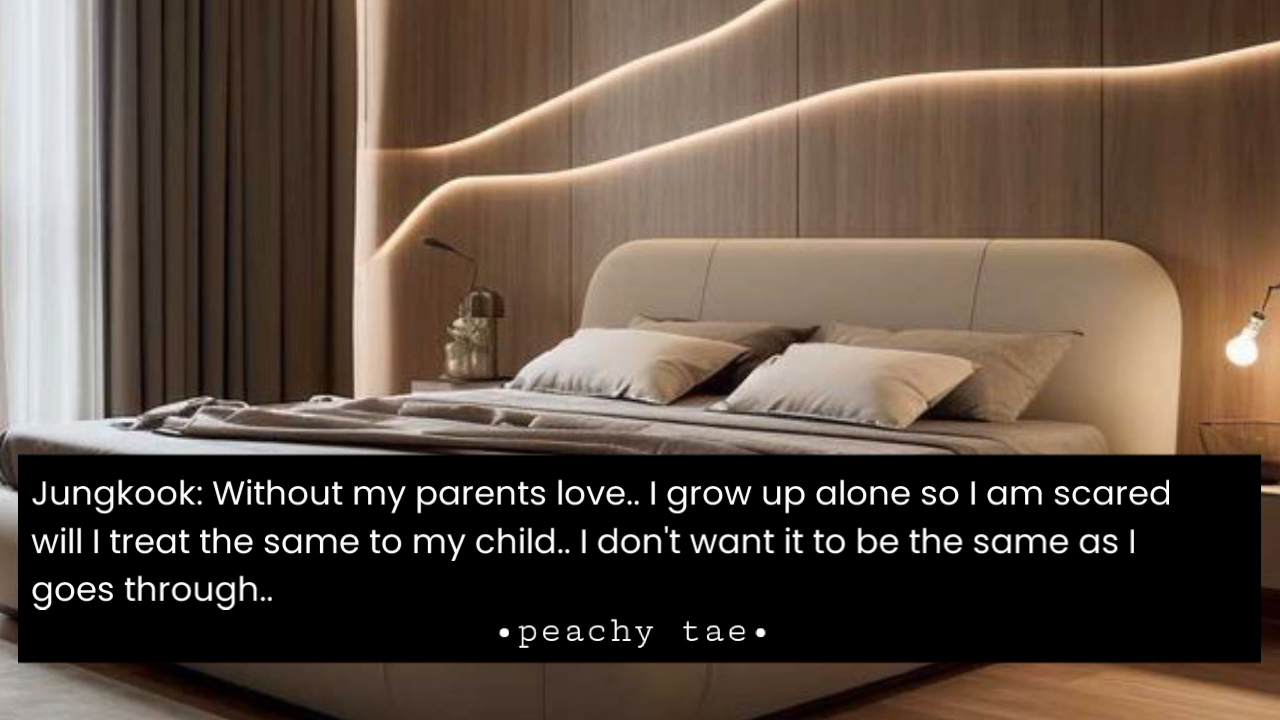 Jungkook: Without my parents love.. I grow up alone so I am scared
will I treat the same to my child.. I don't want it to be the same as I
goes through..
•peachy tae•